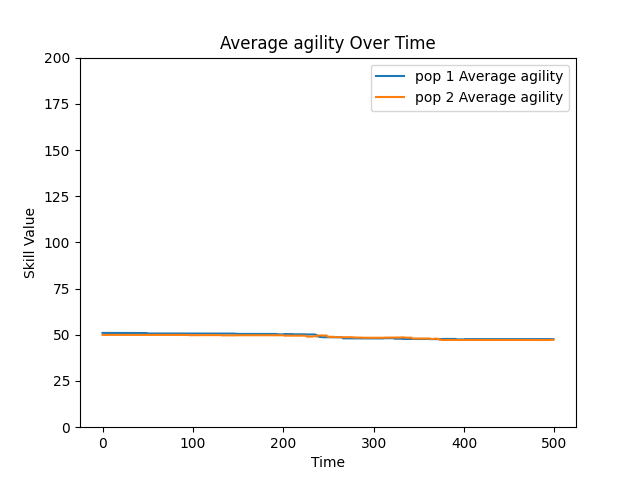 Average agility Over Time
pop 1 Average agility
pop 2 Average agility
200
175
150
125
100
75
50
25
0
Skill Value
0 100 200 300 400 500
Time